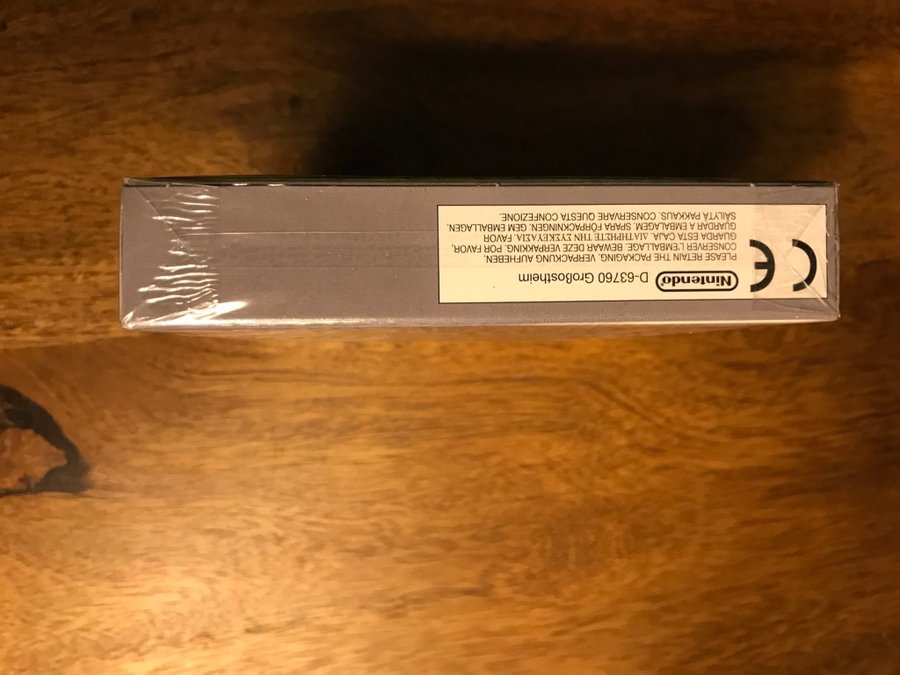 CE
Nintendo®
D-63760 Großostheim
PLEASE RETAIN THE PACKAGING. VERPACKUNG AUFHEBEN.
CONSERVER L'EMBALLAGE. BEWAAR DEZE VERPAKKING. POR FAVOR,
GUARDA ESTA CAJA. ΔΙΑΤΗΡΗΣΤΕ ΤΗΝ ΣΥΣΚΕΥΑΣΙΑ. FAVOR
GUARDAR A EMBALAGEM. SPARA FÖRPACKNINGEN. GEM EMBALLAGEN.
SÄILYTÄ PAKKAUS. CONSERVARE QUESTA CONFEZIONE.